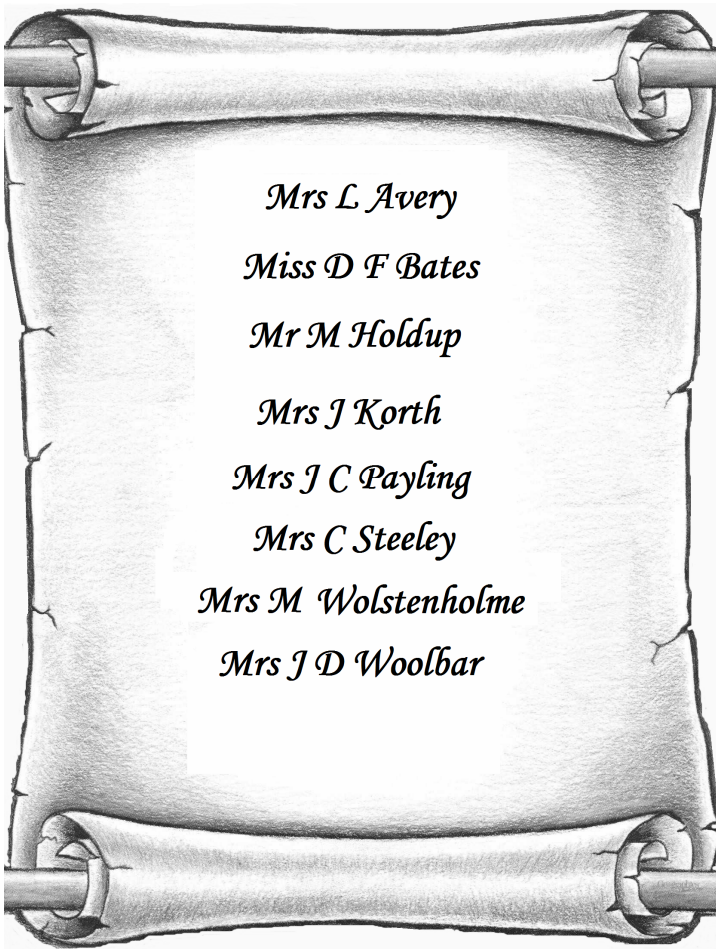 Mrs L Avery
Miss D F Bates
Mr M Holdup
Mrs J Korth
Mrs J C Payling
Mrs C Steeley
Mrs M Wolstenholme
Mrs J D Woolbar